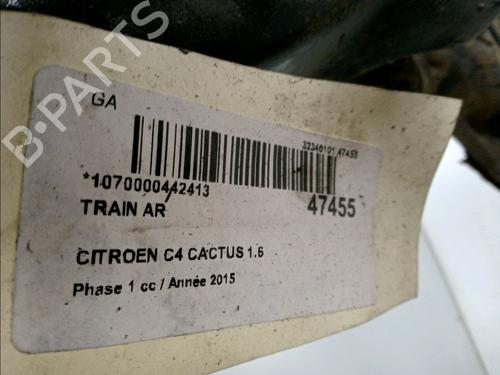 GA
32340101 47455
*1070000442413
TRAIN AR
47455
CITROEN C4 CACTUS 1.6
Phase 1 cc / Année 2015
B-PARTS